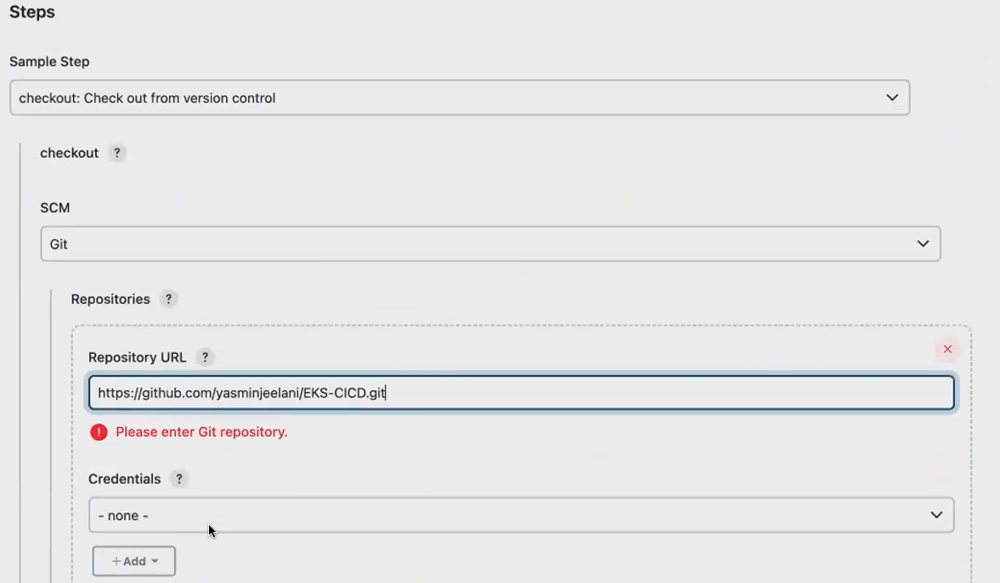 Steps
Sample Step
checkout: Check out from version control
checkout ?
SCM
Git
Repositories ?
Repository URL ?
https://github.com/yasminjeelani/EKS-CICD.git
Please enter Git repository.
Credentials ?
- none -
+ Add